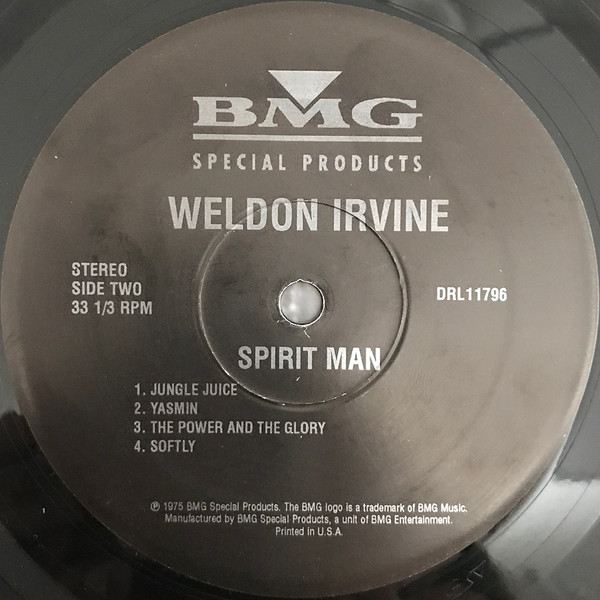 BMG
SPECIAL PRODUCTS
WELDON IRVINE
STEREO
SIDE TWO
33 1/3 RPM
DRL11796
SPIRIT MAN
1. JUNGLE JUICE
2. YASMIN
3. THE POWER AND THE GLORY
4. SOFTLY
℗ 1975 BMG Special Products. The BMG logo is a trademark of BMG Music.
Manufactured by BMG Special Products, a unit of BMG Entertainment.
Printed in U.S.A.